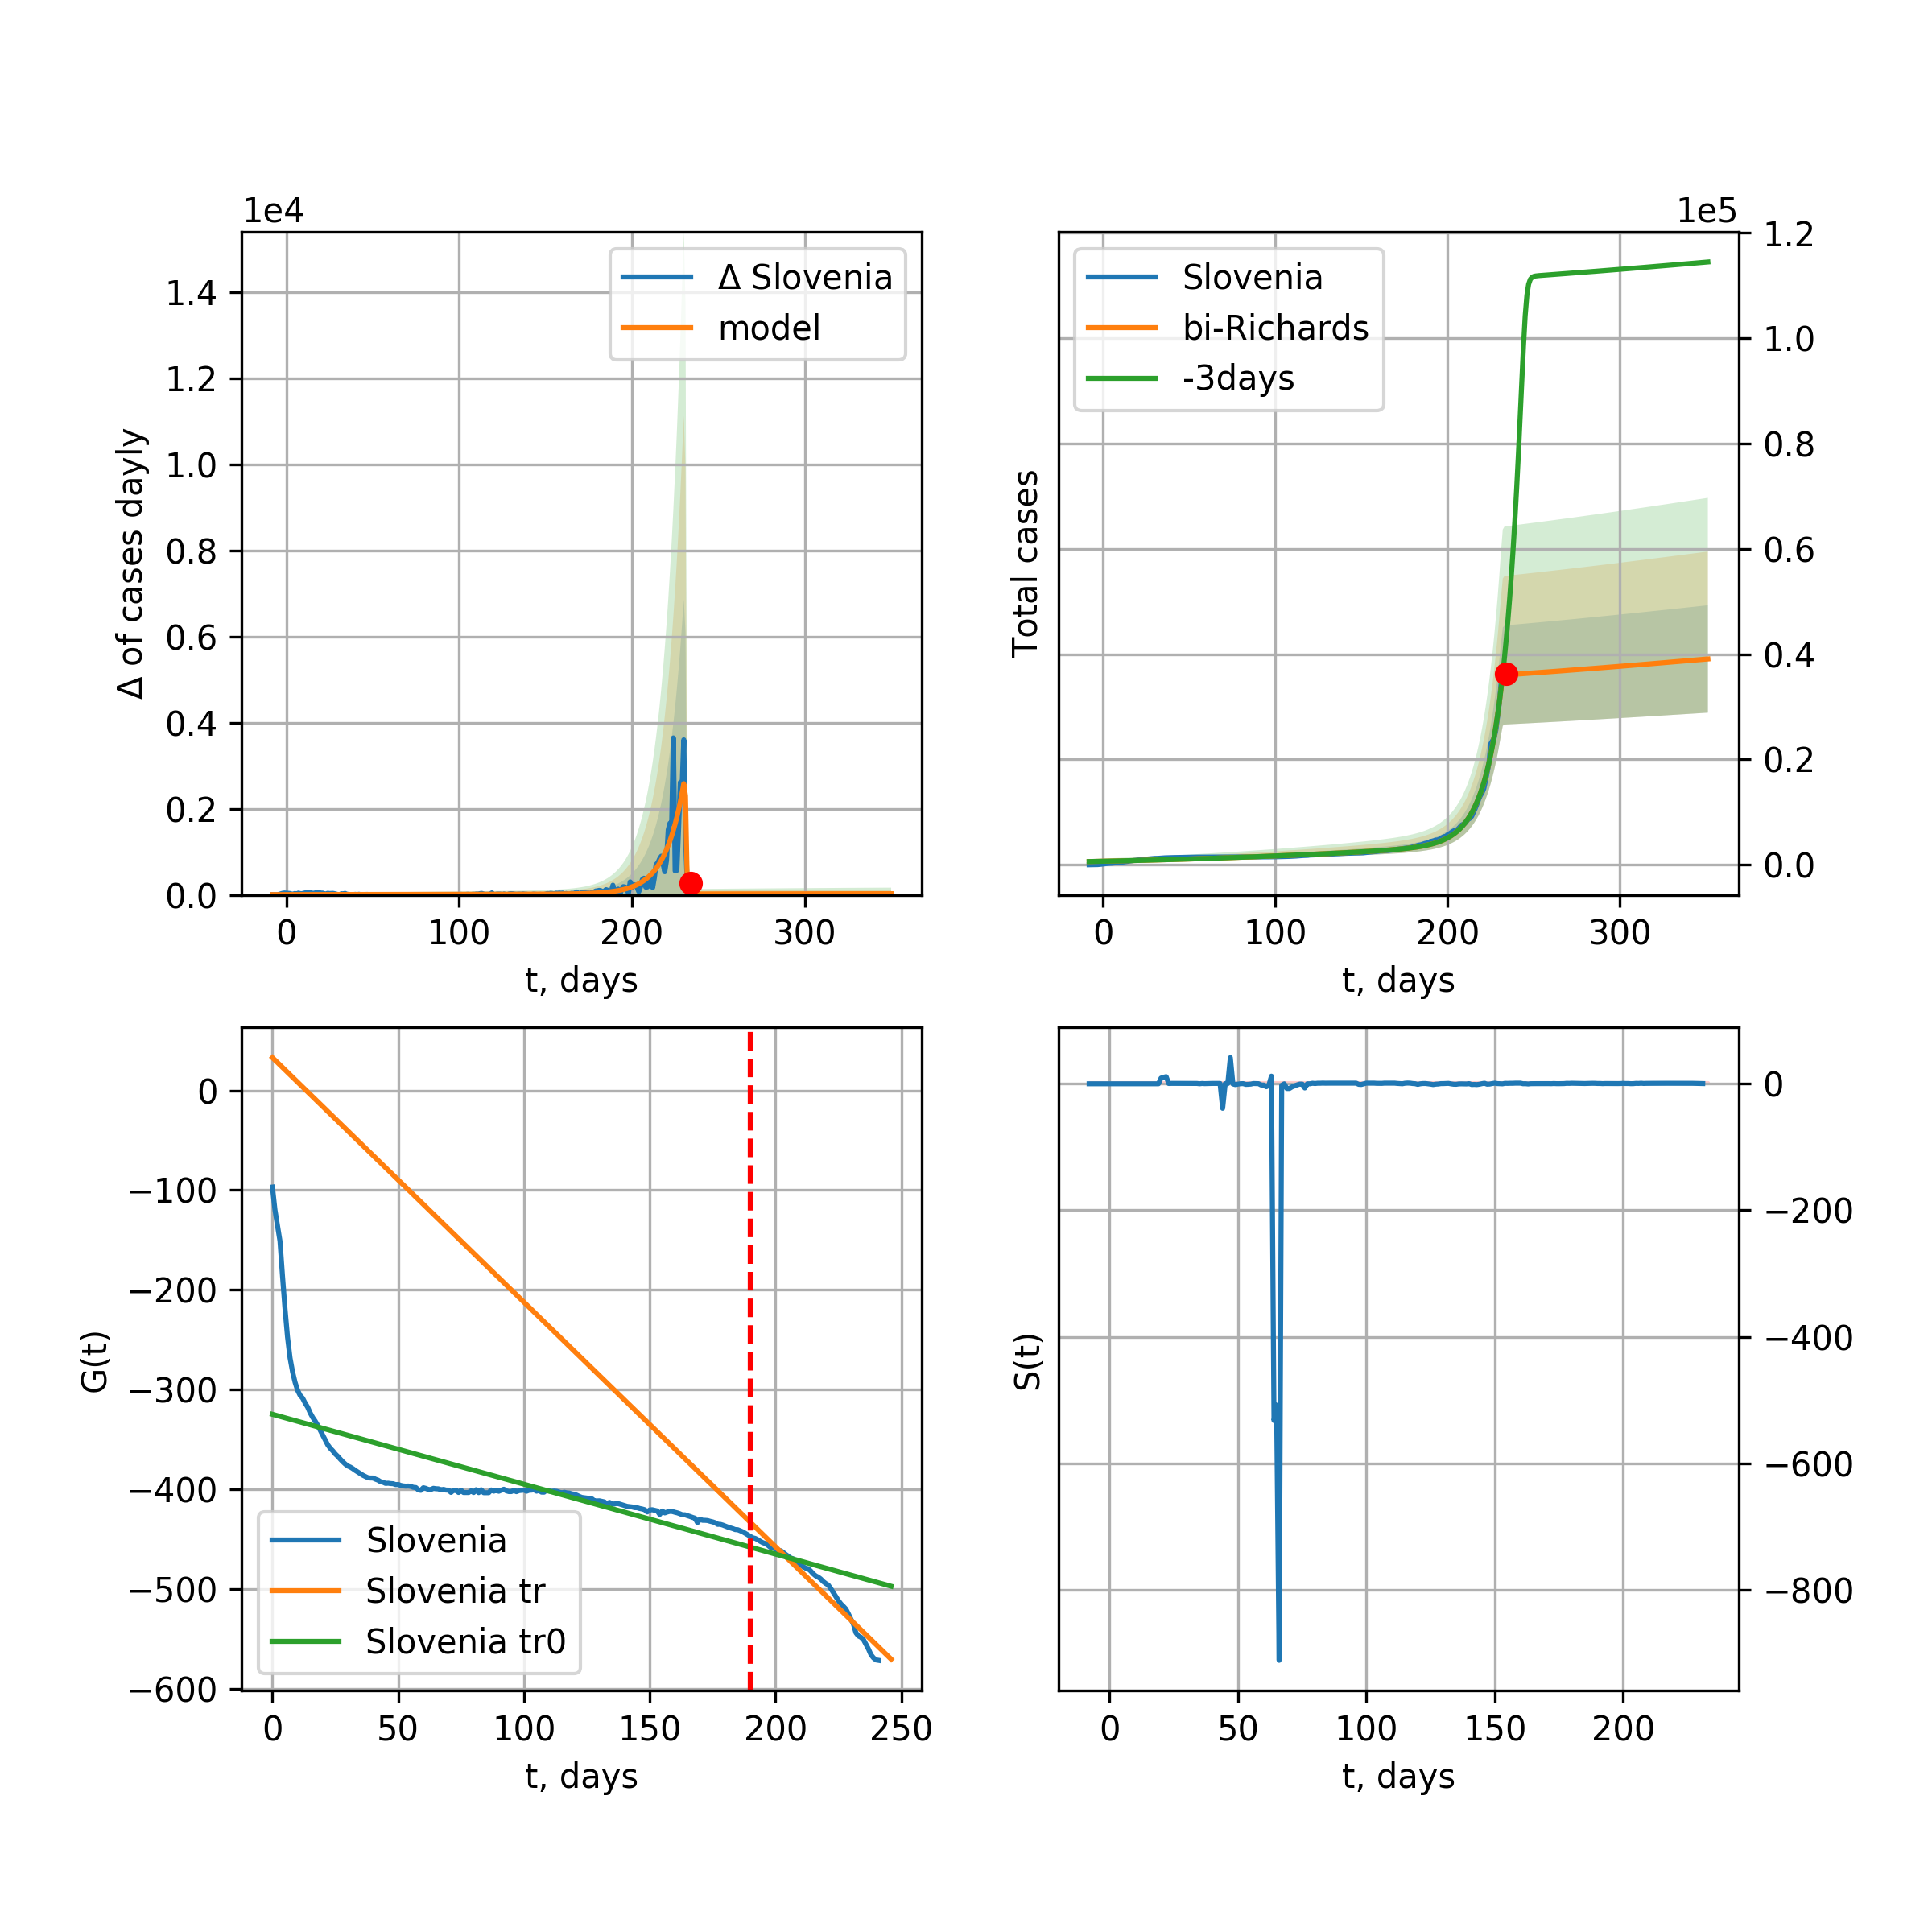 1e4
Δ of cases dayly
1.4
1.2
1.0
0.8
0.6
0.4
0.2
0.0
0 100 200 300
t, days
Δ Slovenia
model
1e5
Total cases
1.2
1.0
0.8
0.6
0.4
0.2
0.0
0 100 200 300
t, days
Slovenia
bi-Richards
-3days
G(t)
0
−100
−200
−300
−400
−500
−600
0 50 100 150 200 250
t, days
Slovenia
Slovenia tr
Slovenia tr0
S(t)
0
−200
−400
−600
−800
0 50 100 150 200
t, days